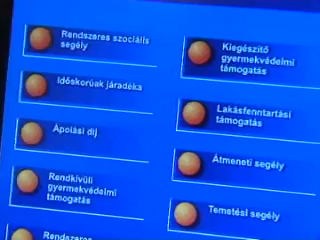 Rendszeres szociális
segély
Időskorúak járadéka
Ápolási díj
Rendkívüli
gyermekvédelmi
támogatás
Rendszeres
Kiegészítő
gyermekvédelmi
támogatás
Lakásfenntartási
támogatás
Átmeneti segély
Temetési segély